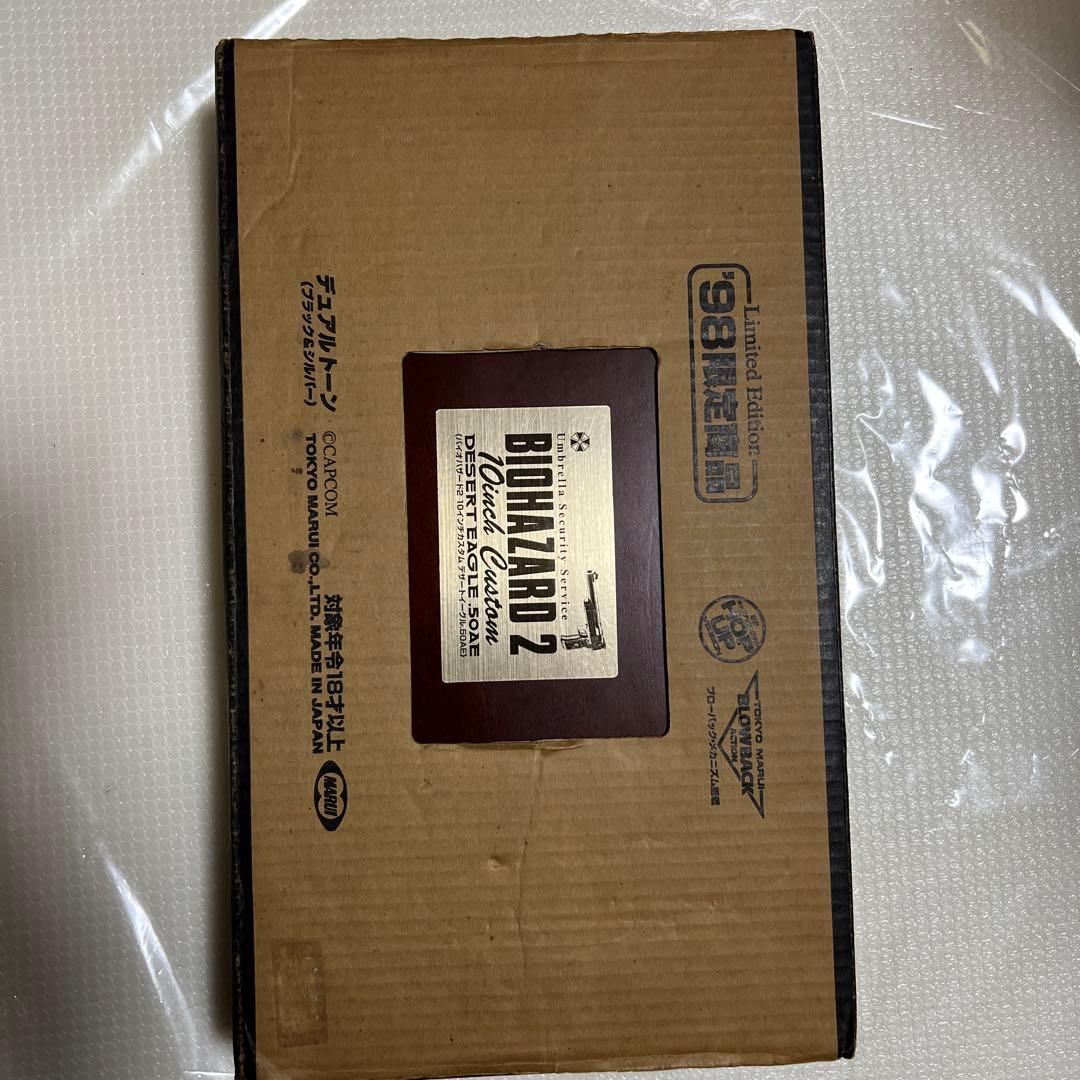 Limited Edition
'98限定商品
HOP
UP
TOKYO MARUI
BLOWBACK
ACTION
ブローバック・メカニズム搭載
Umbrella Security Service
BIOHAZARD 2
10inch Custom
DESERT EAGLE .50AE
(バイオハザード2 10インチカスタム デザートイーグル.50AE)
デュアルトーン
(ブラック&シルバー)
©CAPCOM
対象年令18才以上
TOKYO MARUI CO.,LTD. MADE IN JAPAN
MARUI